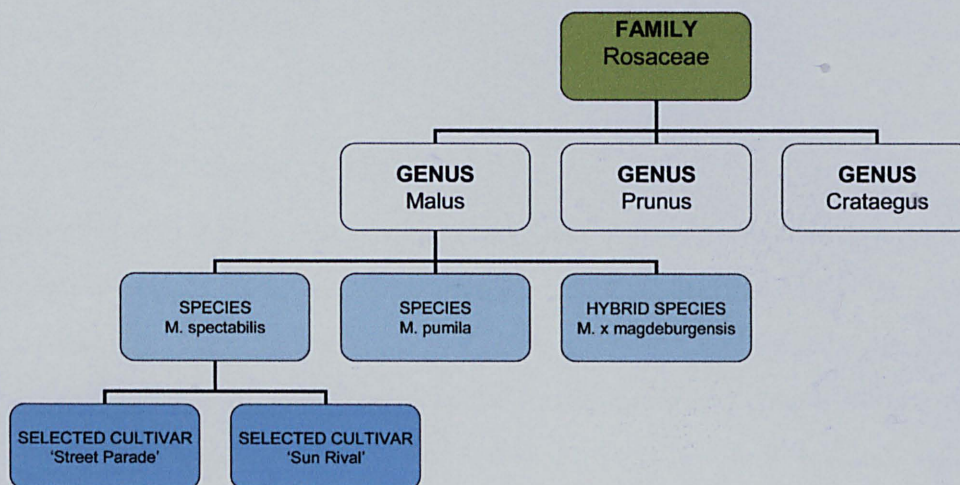 FAMILY
Rosaceae
GENUS
Malus
GENUS
Prunus
GENUS
Crataegus
SPECIES
M. spectabilis
SPECIES
M. pumila
HYBRID SPECIES
M. x magdeburgensis
SELECTED CULTIVAR
‘Street Parade’
SELECTED CULTIVAR
‘Sun Rival’